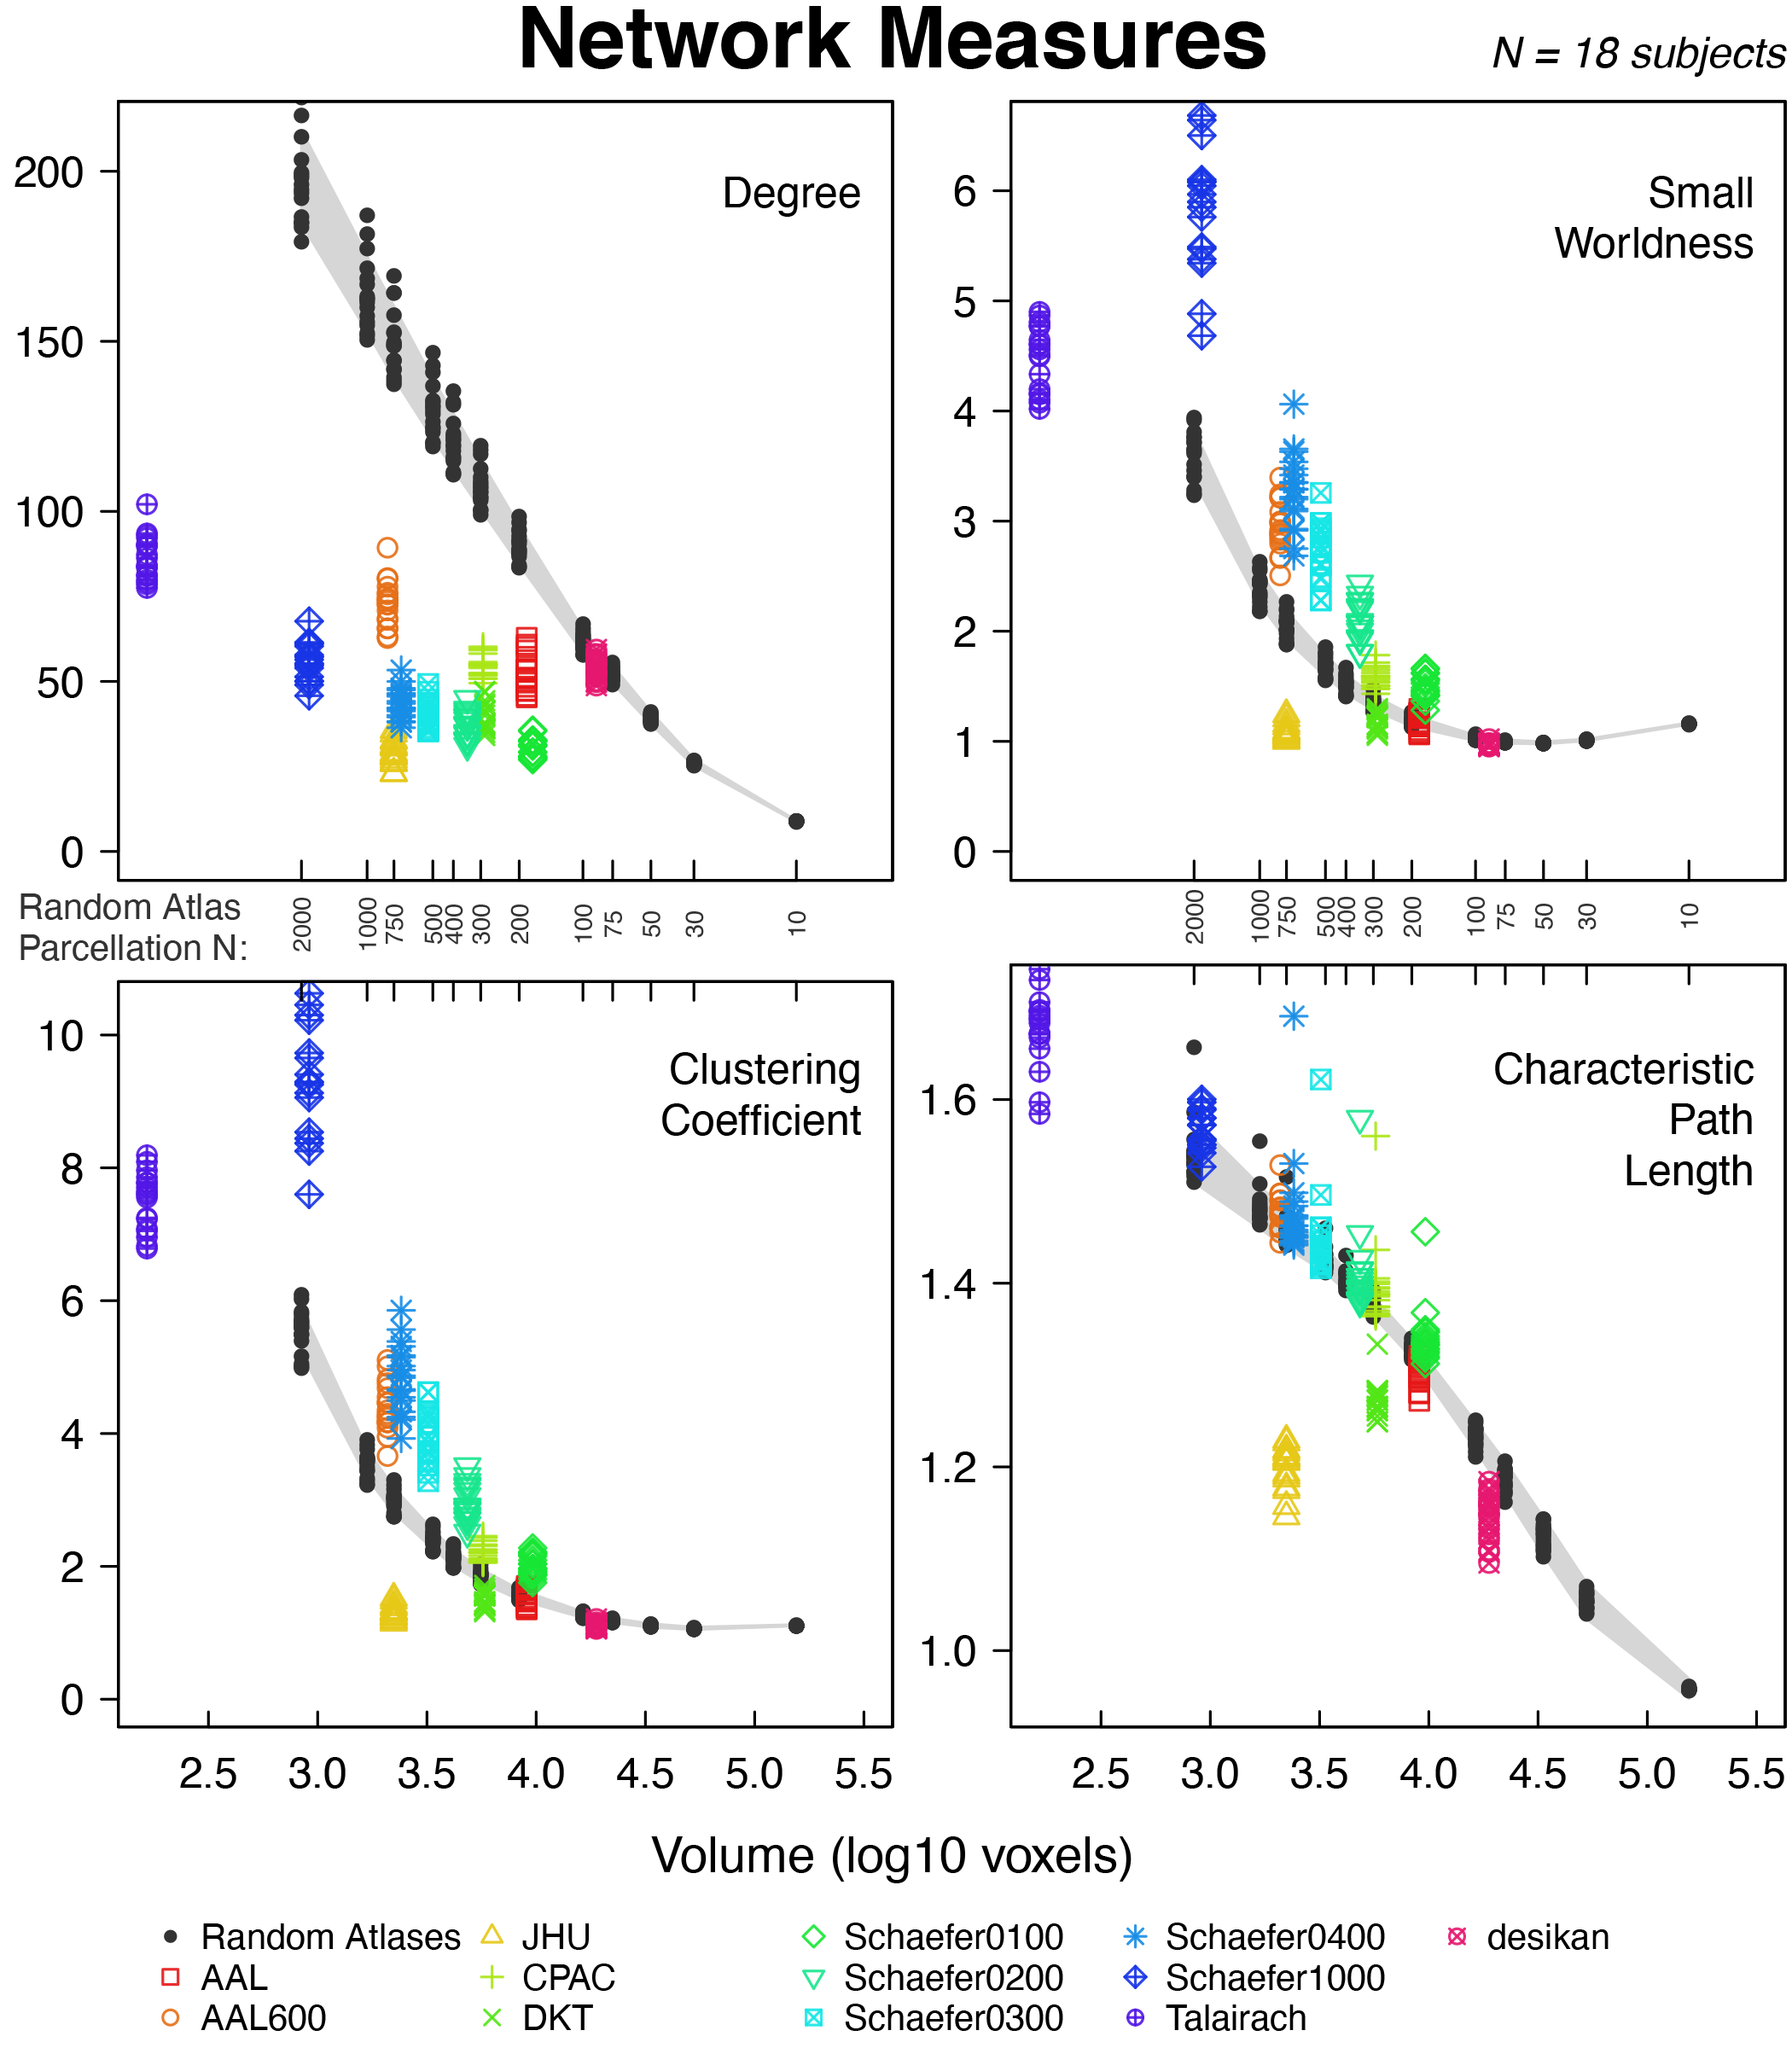 Network Measures
N = 18 subjects
Degree
200
150
100
50
0
Small
Worldness
6
5
4
3
2
1
0
Random Atlas
Parcellation N:
2000 1000 750 500 400 300 200 100 75 50 30 10
2000 1000 750 500 400 300 200 100 75 50 30 10
Clustering
Coefficient
10
8
6
4
2
0
Characteristic
Path
Length
1.6
1.4
1.2
1.0
2.5 3.0 3.5 4.0 4.5 5.0 5.5
2.5 3.0 3.5 4.0 4.5 5.0 5.5
Volume (log10 voxels)
Random Atlases JHU Schaefer0100 Schaefer0400 desikan
AAL CPAC Schaefer0200 Schaefer1000
AAL600 DKT Schaefer0300 Talairach